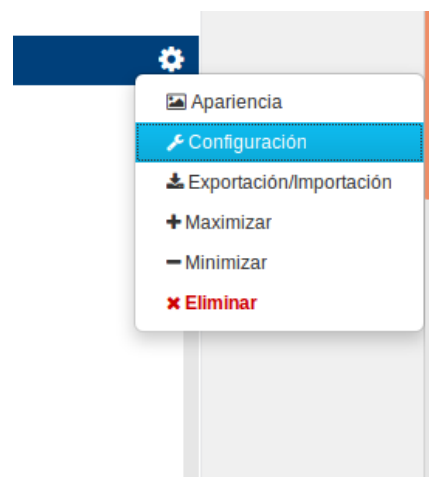 Apariencia
Configuración
Exportación/Importación
Maximizar
Minimizar
Eliminar